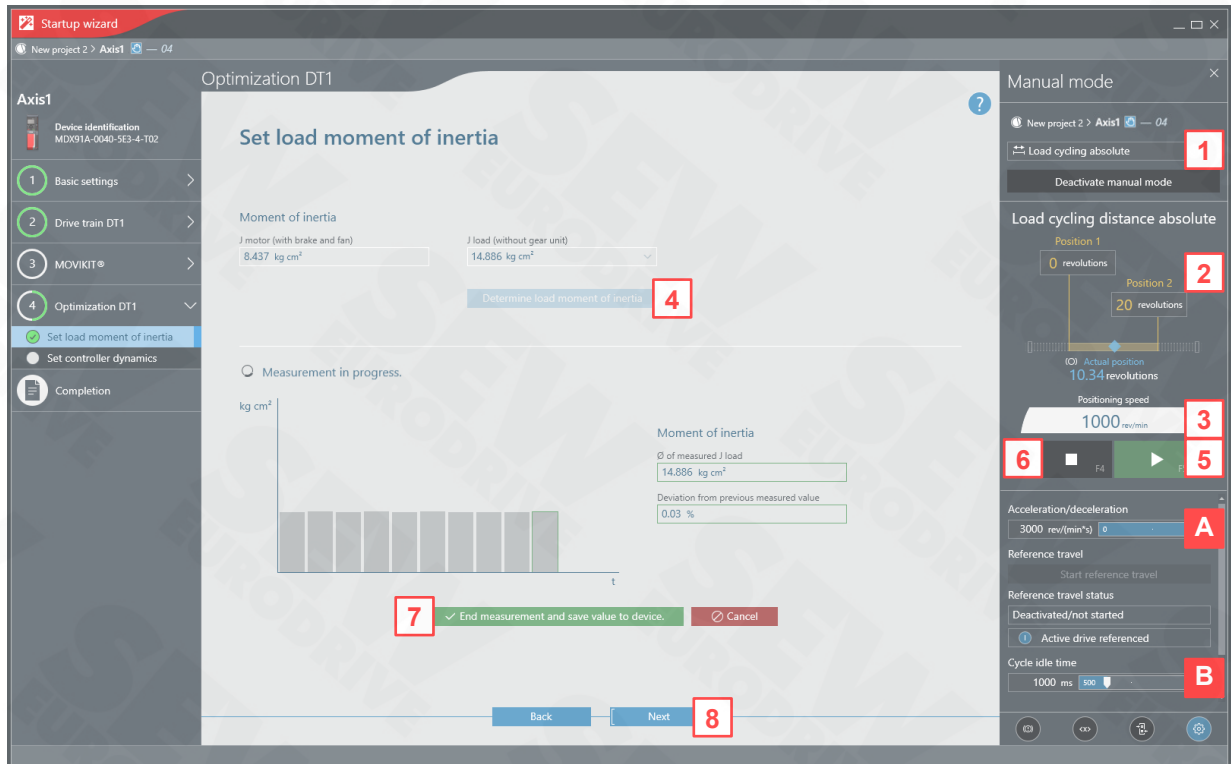 Startup wizard
New project 2 > Axis1 — 04
Axis1
Device identification
MDX91A-0040-5E3-4-T02
1 Basic settings
2 Drive train DT1
3 MOVIKIT®
4 Optimization DT1
Set load moment of inertia
Set controller dynamics
Completion
Optimization DT1
?
Set load moment of inertia
Moment of inertia
J motor (with brake and fan)
8.437 kg cm²
J load (without gear unit)
14.886 kg cm²
Determine load moment of inertia
4
Measurement in progress.
kg cm²
t
Moment of inertia
Ø of measured J load
14.886 kg cm²
Deviation from previous measured value
0.03 %
7
End measurement and save value to device.
Cancel
Back
Next
8
Manual mode
New project 2 > Axis1 — 04
Load cycling absolute
1
Deactivate manual mode
Load cycling distance absolute
Position 1
0 revolutions
2
Position 2
20 revolutions
Actual position
10.34 revolutions
Positioning speed
1000 rev/min
3
6
F4
5
Acceleration/deceleration
3000 rev/(min*s) 0
A
Reference travel
Start reference travel
Reference travel status
Deactivated/not started
Active drive referenced
Cycle idle time
1000 ms 500
B